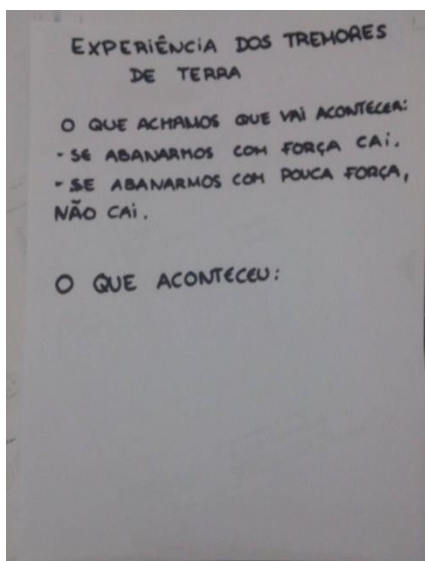 EXPERIÊNCIA DOS TREMORES
DE TERRA
O QUE ACHAMOS QUE VAI ACONTECER:
- SE ABANARMOS COM FORÇA CAI.
- SE ABANARMOS COM POUCA FORÇA,
NÃO CAI.
O QUE ACONTECEU: